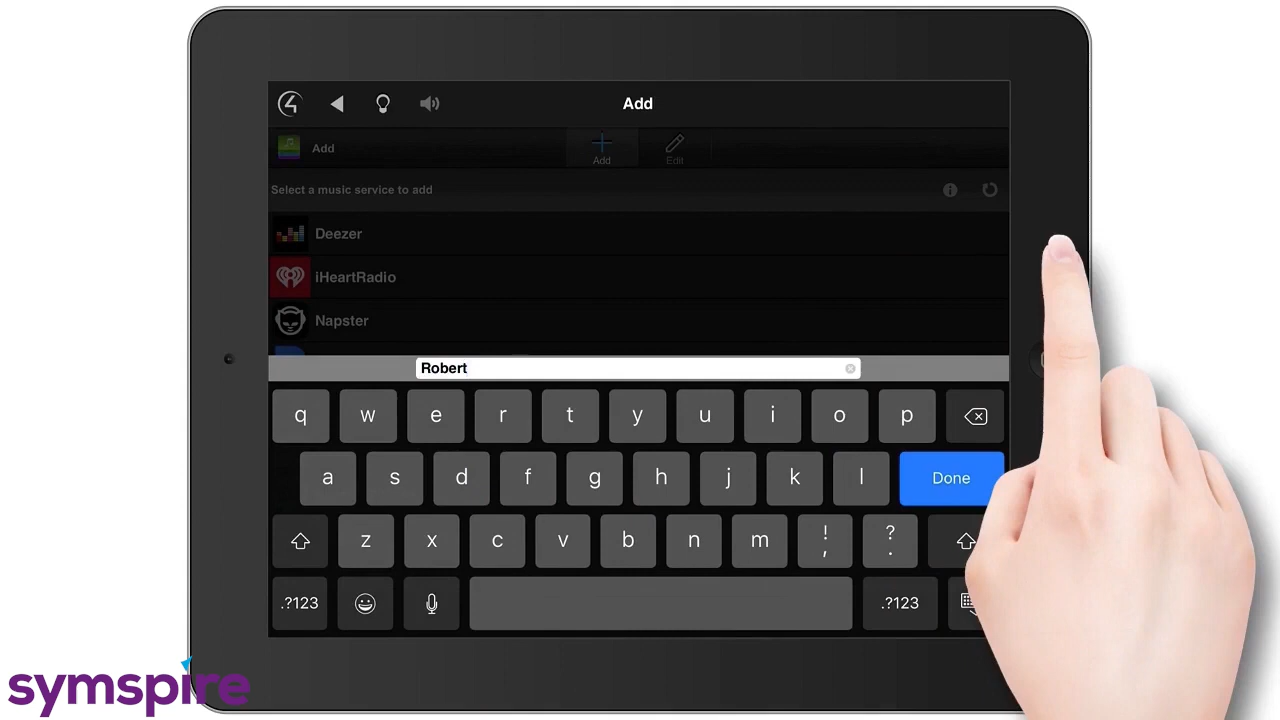 Add
Add
Add
Edit
Select a music service to add
Deezer
iHeartRadio
Napster
Robert
q w e r t y u i o p
a s d f g h j k l Done
z x c v b n m ! , ? .
.?123 .?123
symspire